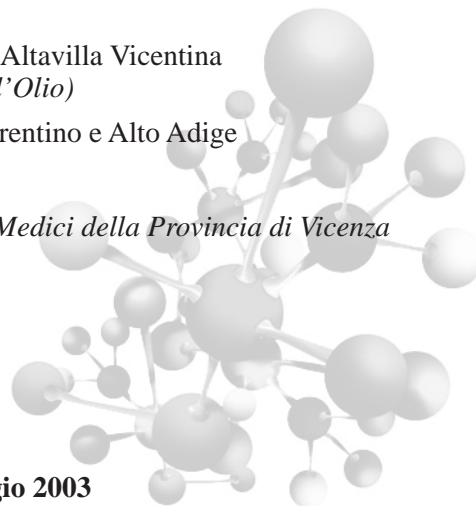 Altavilla Vicentina
l'Olio)
rentino e Alto Adige
Medici della Provincia di Vicenza
gio 2003